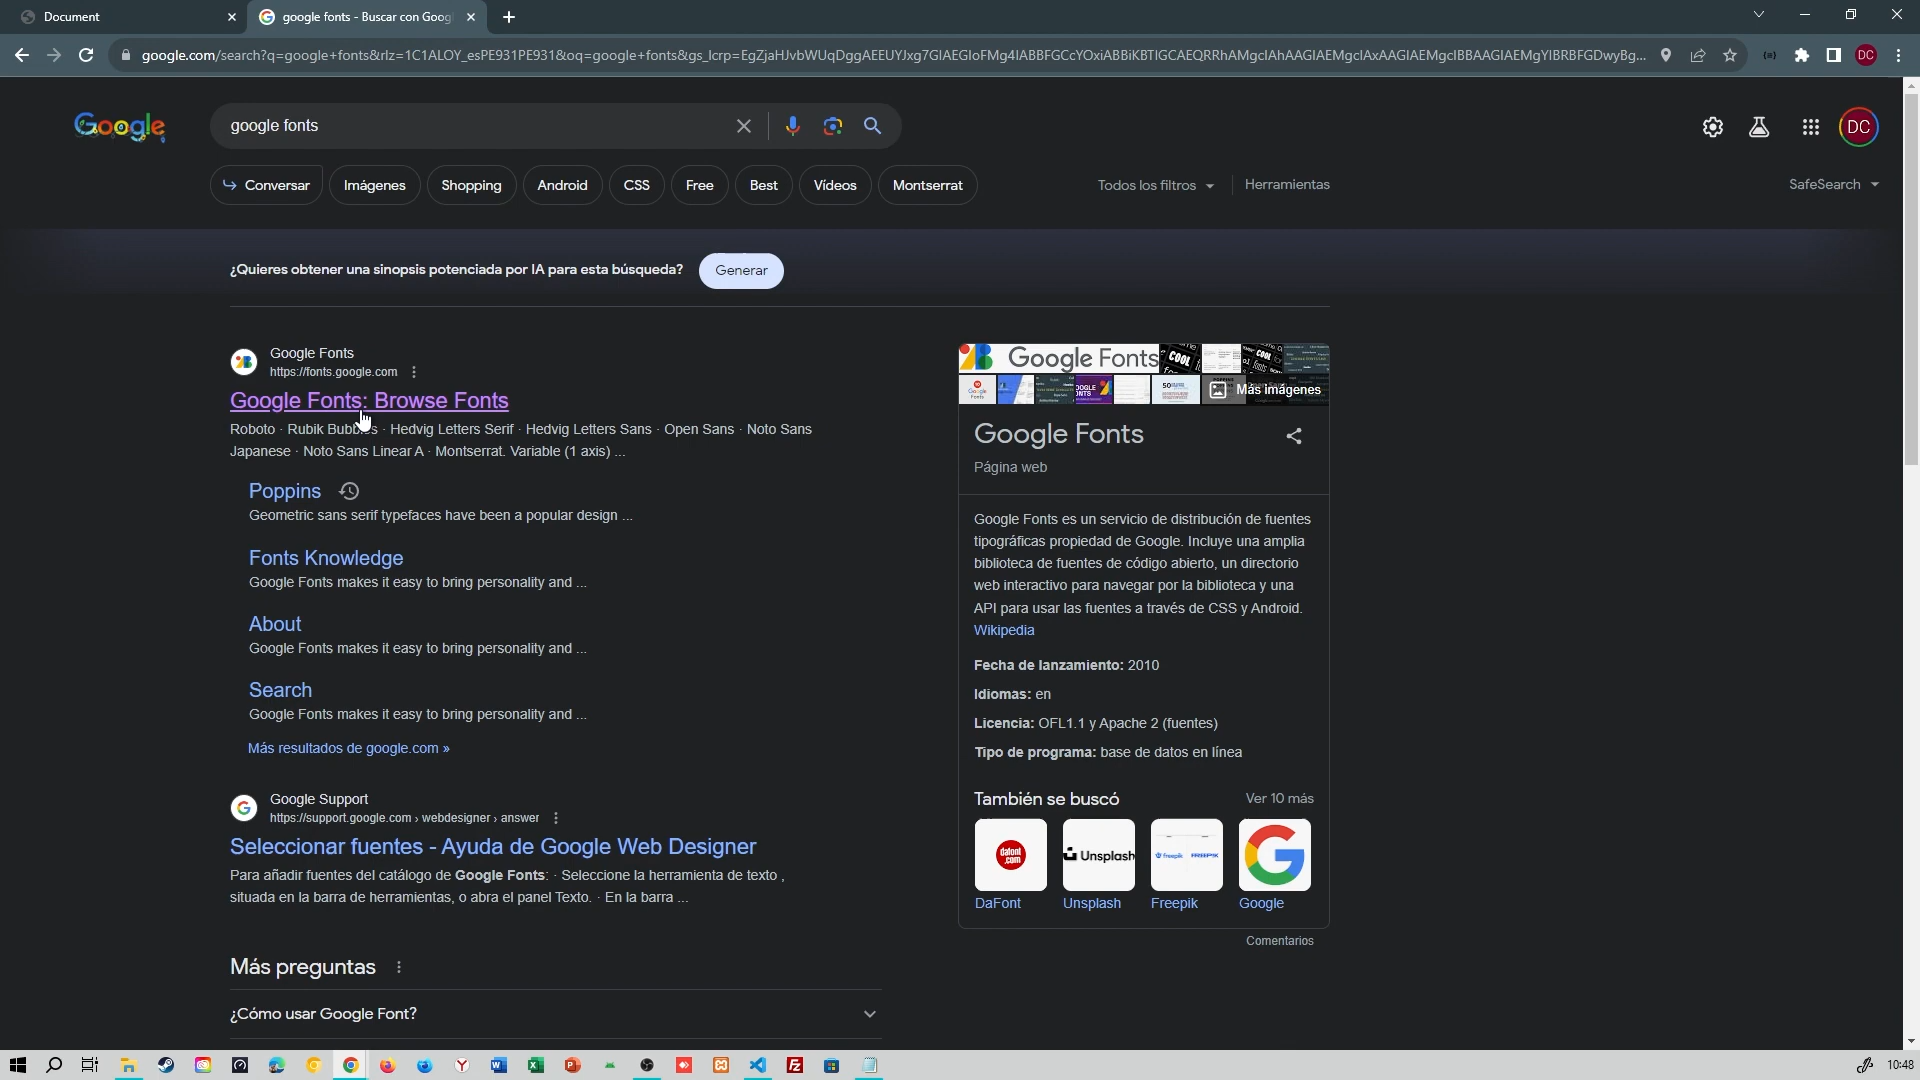 Document
google fonts - Buscar con Goog
google.com/search?q=google+fonts&rlz=1C1ALOY_esPE931PE931&oq=google+fonts&gs_lcrp=
DC
Google
google fonts
DC
Conversar
Imágenes
Shopping
Android
CSS
Free
Best
Vídeos
Montserrat
Todos los filtros
Herramientas
SafeSearch
¿Quieres obtener una sinopsis potenciada por IA para esta búsqueda?
Generar
Google Fonts
https://fonts.google.com
Google Fonts: Browse Fonts
Roboto · Rubik Bubbles · Hedvig Letters Serif · Hedvig Letters Sans · Open Sans · Noto Sans
Japanese · Noto Sans Linear A · Montserrat. Variable (1 axis) ...
Poppins
Geometric sans serif typefaces have been a popular design ...
Fonts Knowledge
Google Fonts makes it easy to bring personality and ...
About
Google Fonts makes it easy to bring personality and ...
Search
Google Fonts makes it easy to bring personality and ...
Más resultados de google.com »
Google Support
https://support.google.com › webdesigner › answer
Seleccionar fuentes - Ayuda de Google Web Designer
Para añadir fuentes del catálogo de Google Fonts: · Seleccione la herramienta de texto ,
situada en la barra de herramientas, o abra el panel Texto. · En la barra ...
Más preguntas
¿Cómo usar Google Font?
Google Fonts
COOL
COOL
Más imágenes
Google Fonts
Página web
Google Fonts es un servicio de distribución de fuentes
tipográficas propiedad de Google. Incluye una amplia
biblioteca de fuentes de código abierto, un directorio
web interactivo para navegar por la biblioteca y una
API para usar las fuentes a través de CSS y Android.
Wikipedia
Fecha de lanzamiento: 2010
Idiomas: en
Licencia: OFL1.1 y Apache 2 (fuentes)
Tipo de programa: base de datos en línea
También se buscó
Ver 10 más
dafont
.com
Unsplash
freepik
FREEPIK
DaFont
Unsplash
Freepik
Google
Comentarios
10:48